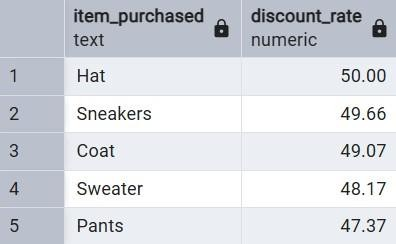 item_purchased discount_rate
text numeric
1 Hat 50.00
2 Sneakers 49.66
3 Coat 49.07
4 Sweater 48.17
5 Pants 47.37